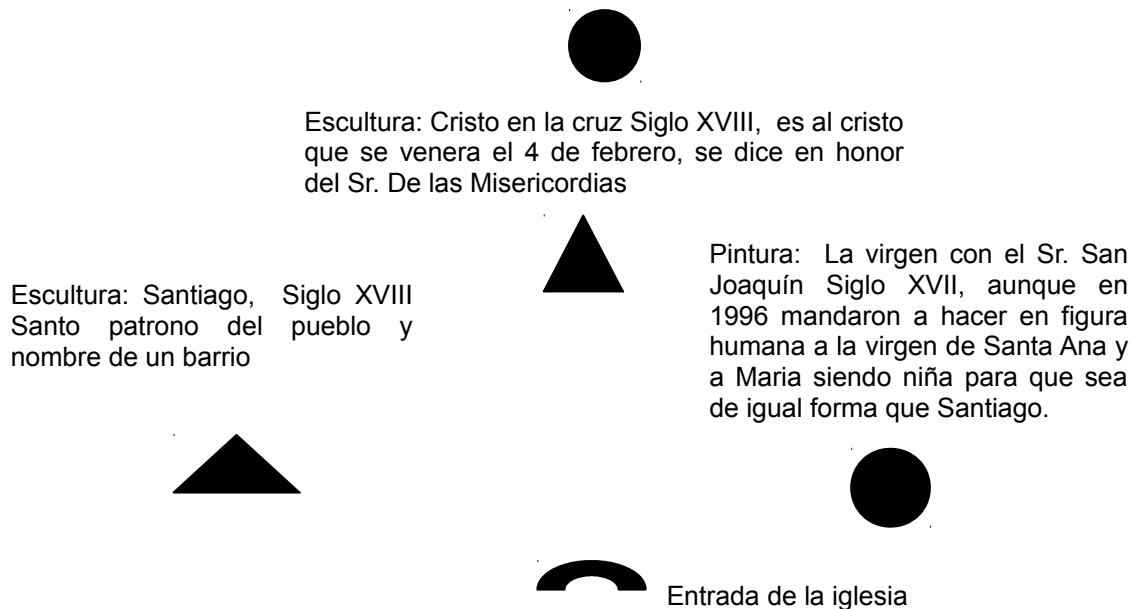 Escultura: Cristo en la cruz Siglo XVIII, es al cristo
que se venera el 4 de febrero, se dice en honor
del Sr. De las Misericordias
Escultura: Santiago, Siglo XVIII
Santo patrono del pueblo y
nombre de un barrio
Pintura: La virgen con el Sr. San
Joaquín Siglo XVII, aunque en
1996 mandaron a hacer en figura
humana a la virgen de Santa Ana y
a Maria siendo niña para que sea
de igual forma que Santiago.
Entrada de la iglesia